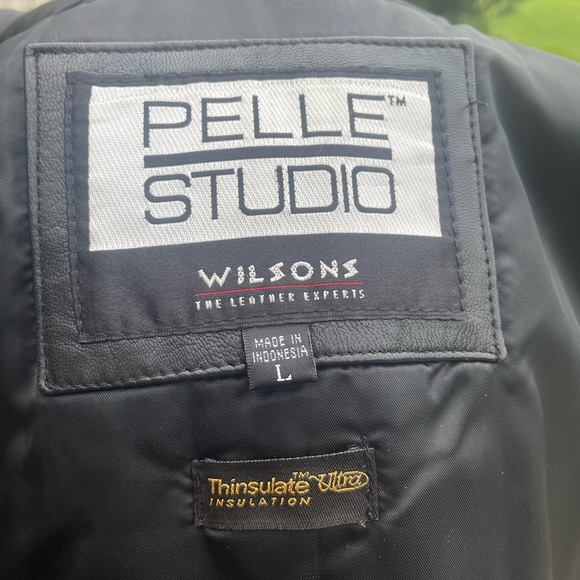 PELLE™
STUDIO
WILSONS
THE LEATHER EXPERTS
MADE IN
INDONESIA
L
Thinsulate™ Ultra
INSULATION